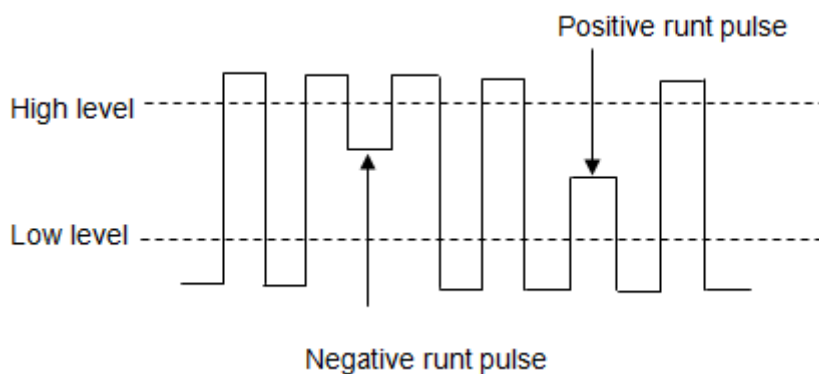 Positive runt pulse
High level
Low level
Negative runt pulse